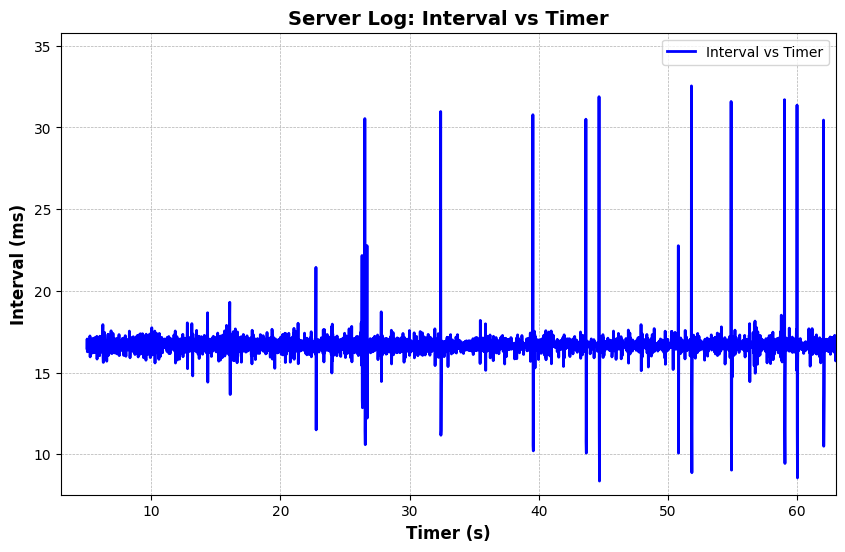 Server Log: Interval vs Timer
Interval vs Timer
35
30
25
20
15
10
Interval (ms)
10 20 30 40 50 60
Timer (s)